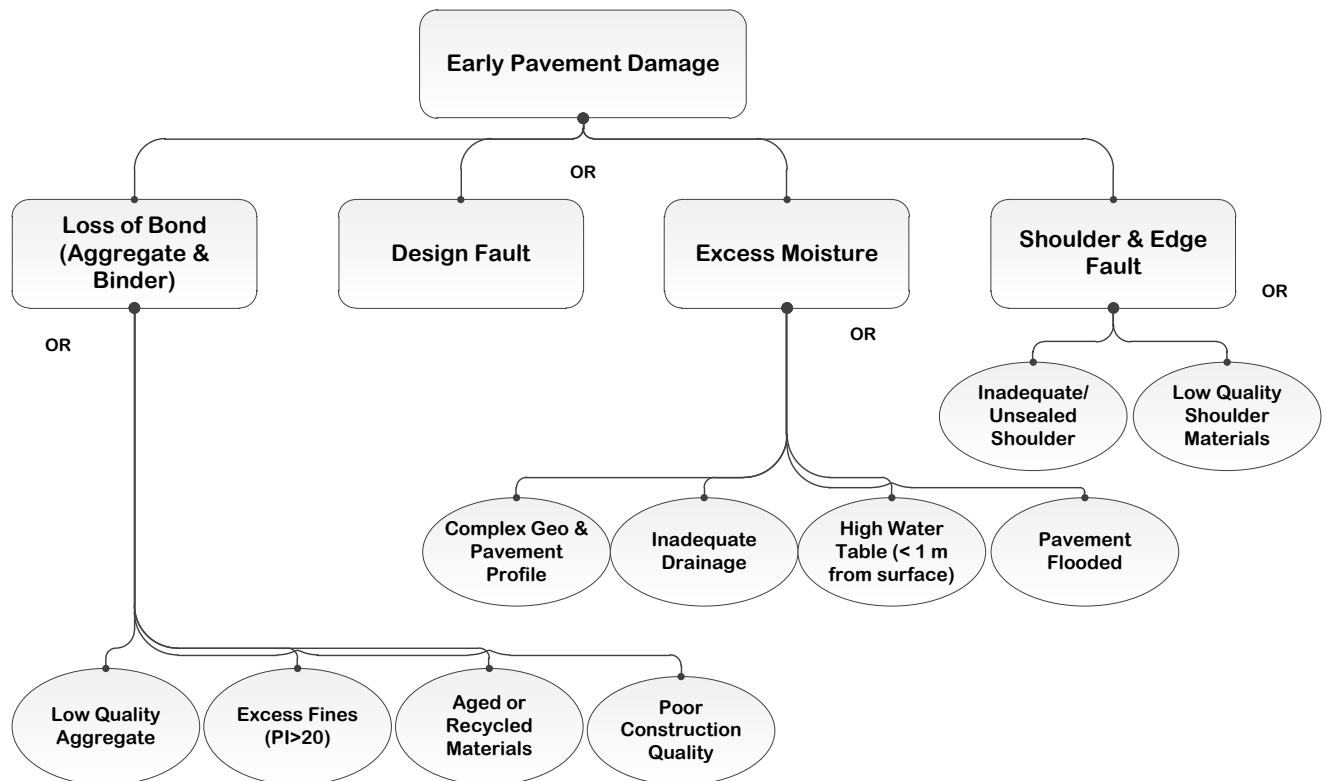 Early Pavement Damage
OR
Loss of Bond
(Aggregate &
Binder)
Design Fault
Excess Moisture
Shoulder & Edge
Fault
OR
OR
OR
Inadequate/
Unsealed
Shoulder
Low Quality
Shoulder
Materials
Complex Geo &
Pavement
Profile
Inadequate
Drainage
High Water
Table (< 1 m
from surface)
Pavement
Flooded
Low Quality
Aggregate
Excess Fines
(PI>20)
Aged or
Recycled
Materials
Poor
Construction
Quality